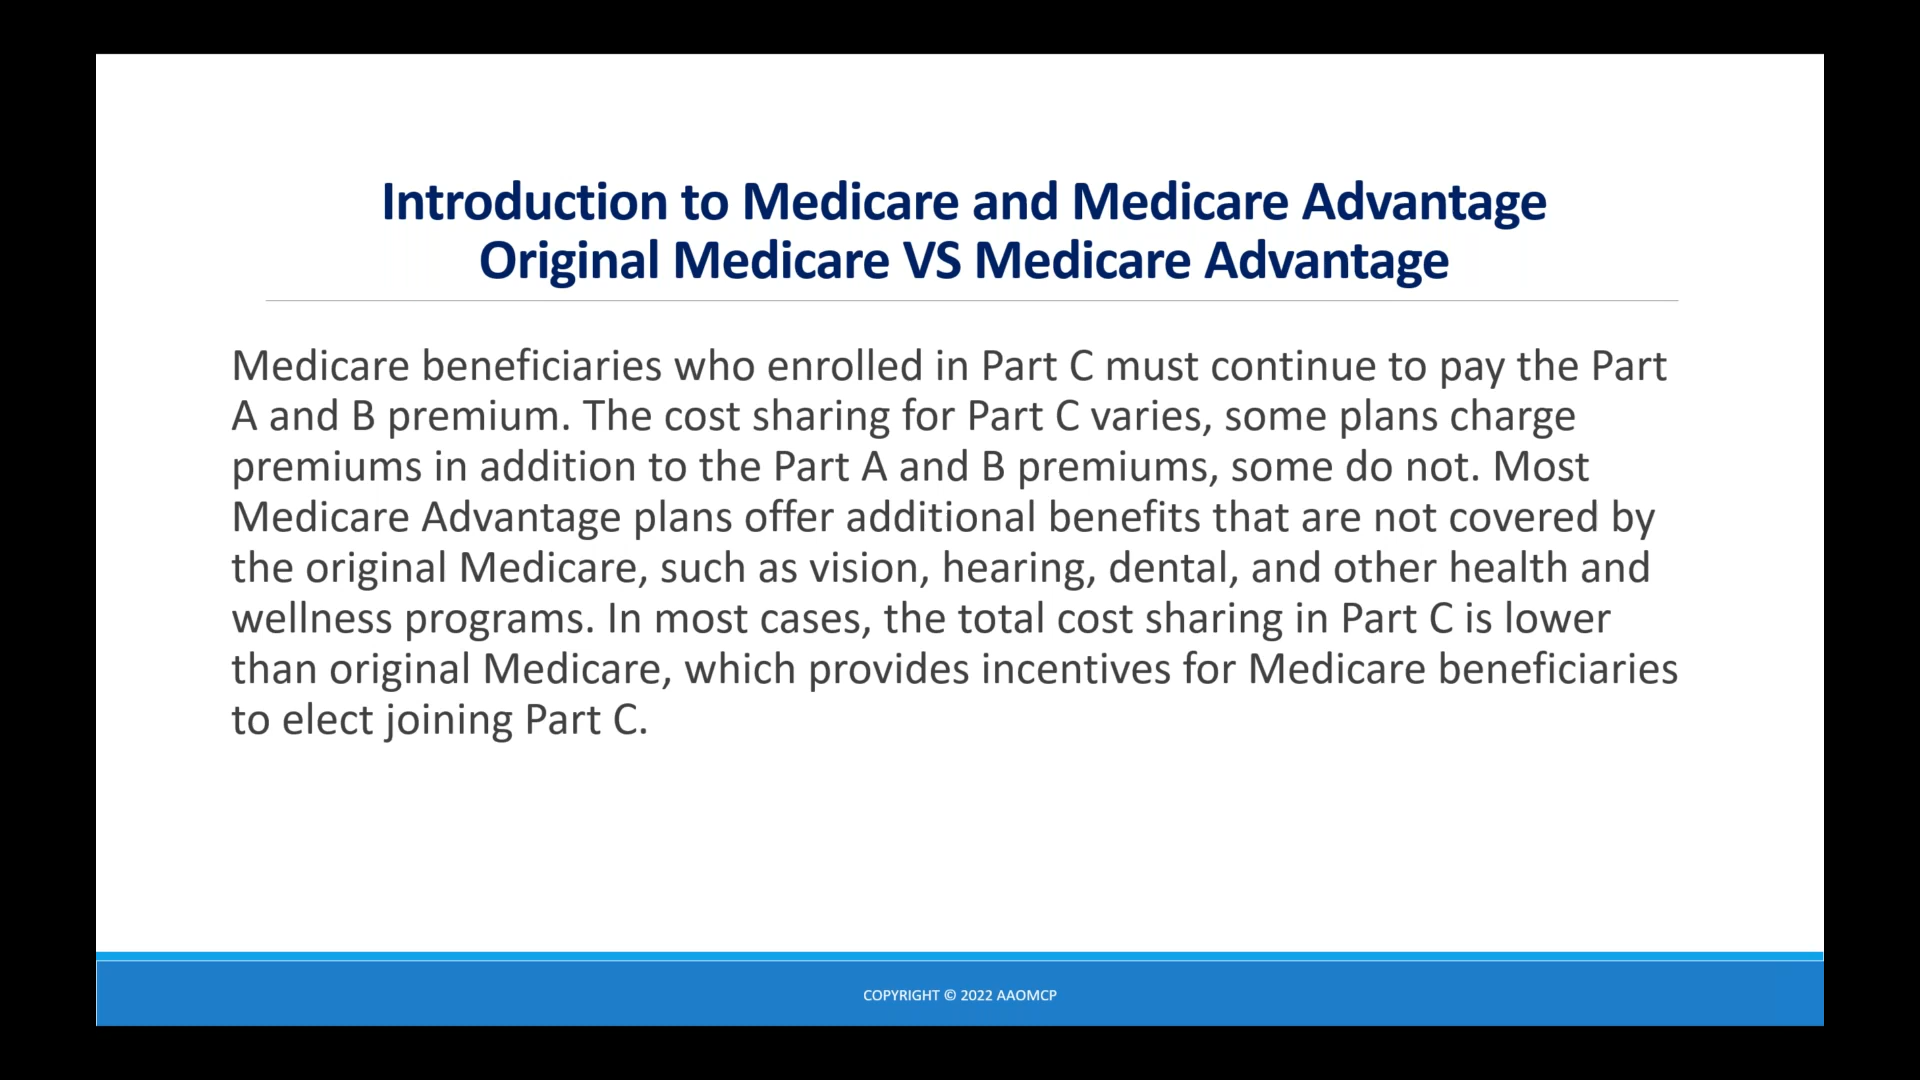 Introduction to Medicare and Medicare Advantage
Original Medicare VS Medicare Advantage
Medicare beneficiaries who enrolled in Part C must continue to pay the Part
A and B premium. The cost sharing for Part C varies, some plans charge
premiums in addition to the Part A and B premiums, some do not. Most
Medicare Advantage plans offer additional benefits that are not covered by
the original Medicare, such as vision, hearing, dental, and other health and
wellness programs. In most cases, the total cost sharing in Part C is lower
than original Medicare, which provides incentives for Medicare beneficiaries
to elect joining Part C.
COPYRIGHT © 2022 AAOMCP